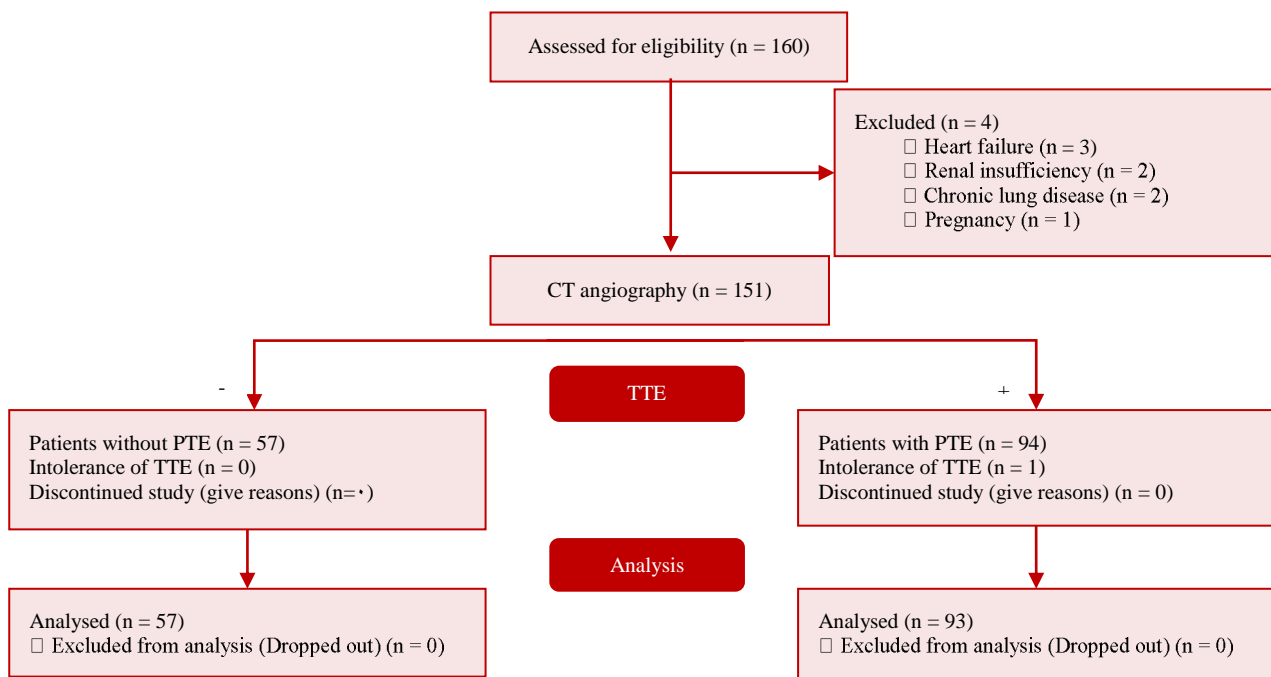 Assessed for eligibility (n = 160)
Excluded (n = 4)
□ Heart failure (n = 3)
□ Renal insufficiency (n = 2)
□ Chronic lung disease (n = 2)
□ Pregnancy (n = 1)
CT angiography (n = 151)
-
TTE
+
Patients without PTE (n = 57)
Intolerance of TTE (n = 0)
Discontinued study (give reasons) (n=٠)
Patients with PTE (n = 94)
Intolerance of TTE (n = 1)
Discontinued study (give reasons) (n = 0)
Analysis
Analysed (n = 57)
□ Excluded from analysis (Dropped out) (n = 0)
Analysed (n = 93)
□ Excluded from analysis (Dropped out) (n = 0)